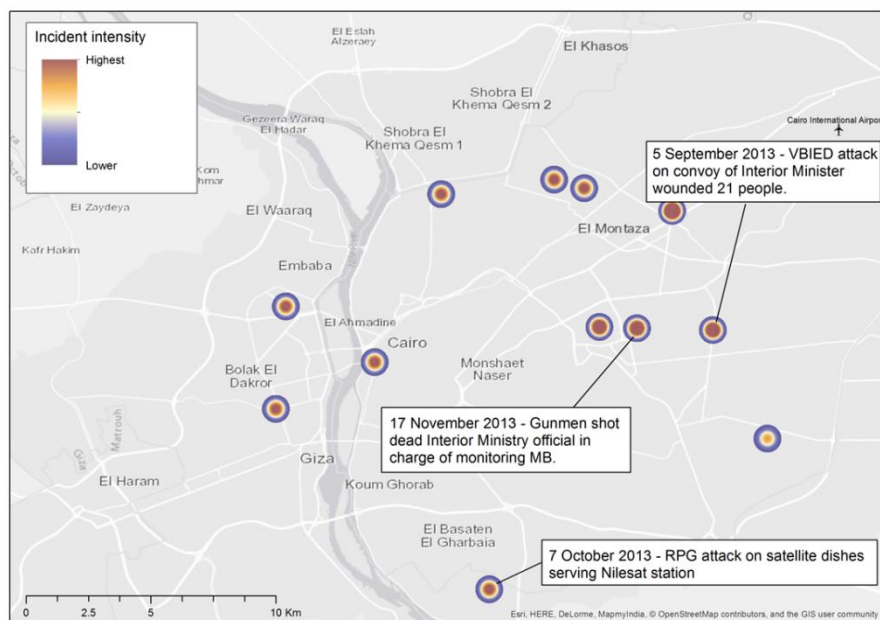 Incident intensity
Highest
Lower
El Eslah
Alzeraey
El Khasos
Shobra El
Khema Qesm 2
Gezeera Waraq
El Hadar
Shobra El
Khema Qesm 1
Cairo International Airport
5 September 2013 - VBIED attack
on convoy of Interior Minister
wounded 21 people.
El Zaydeya
El Waaraq
El Montaza
Kafr Hakim
Embaba
El Ahmadine
Cairo
Bolak El
Dakror
Monshaet
Naser
17 November 2013 - Gunmen shot
dead Interior Ministry official in
charge of monitoring MB.
Matrouh
Giza
Giza
El Haram
Koum Ghorab
El Basaten
El Gharbaia
7 October 2013 - RPG attack on satellite dishes
serving Nilesat station
0 2.5 5 10 Km
Esri, HERE, DeLorme, MapmyIndia, © OpenStreetMap contributors, and the GIS user community